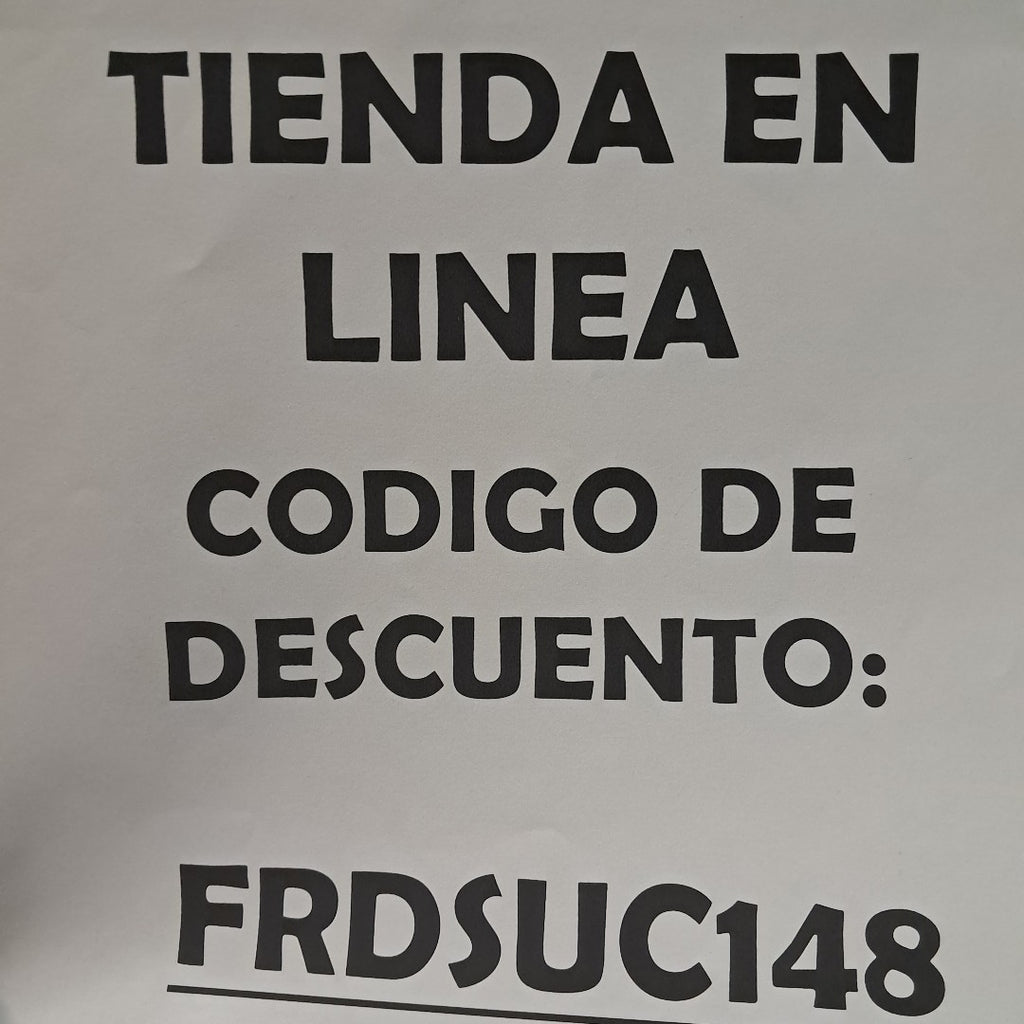 TIENDA EN
LINEA
CODIGO DE
DESCUENTO:
FRDSUC148